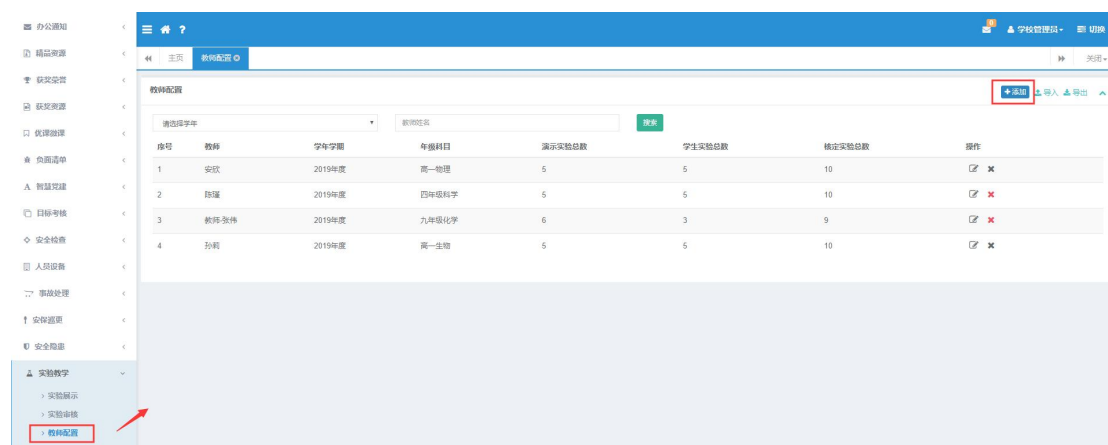 办公通知
0
学校管理员
切换
精品资源
主页
教师配置
关闭
获奖荣誉
教师配置
+添加
导入
导出
获奖资源
请选择学年
教师姓名
搜索
优课微课
序号 教师 学年学期 年级科目 演示实验总数 学生实验总数 核定实验总数 操作
负面清单
1 安欣 2019年度 高一物理 5 5 10
智慧党建
2 陈瑾 2019年度 四年级科学 5 5 10
目标考核
3 教师-张伟 2019年度 九年级化学 6 3 9
安全检查
4 孙莉 2019年度 高一生物 5 5 10
人员设备
事故处理
安保巡更
安全隐患
实验教学
> 实验展示
> 实验审核
> 教师配置